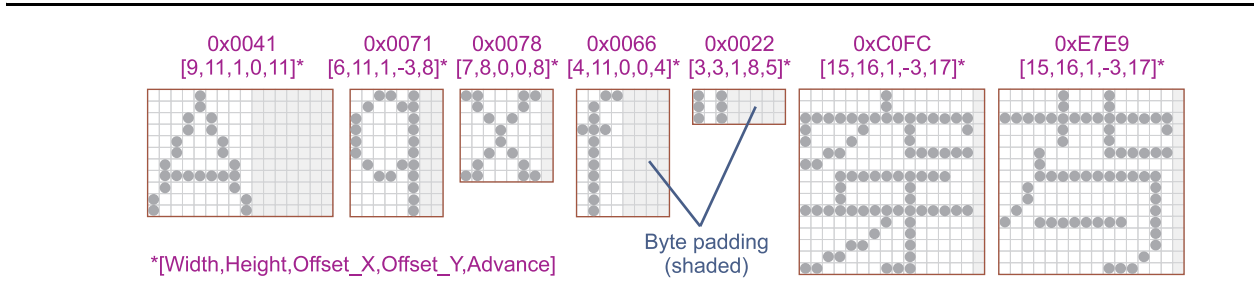 0x0041 0x0071 0x0078 0x0066 0x0022 0xC0FC 0xE7E9
[9,11,1,0,11]* [6,11,1,-3,8]* [7,8,0,0,8]* [4,11,0,0,4]* [3,3,1,8,5]* [15,16,1,-3,17]* [15,16,1,-3,17]*
Byte padding
(shaded)
*[Width,Height,Offset_X,Offset_Y,Advance]